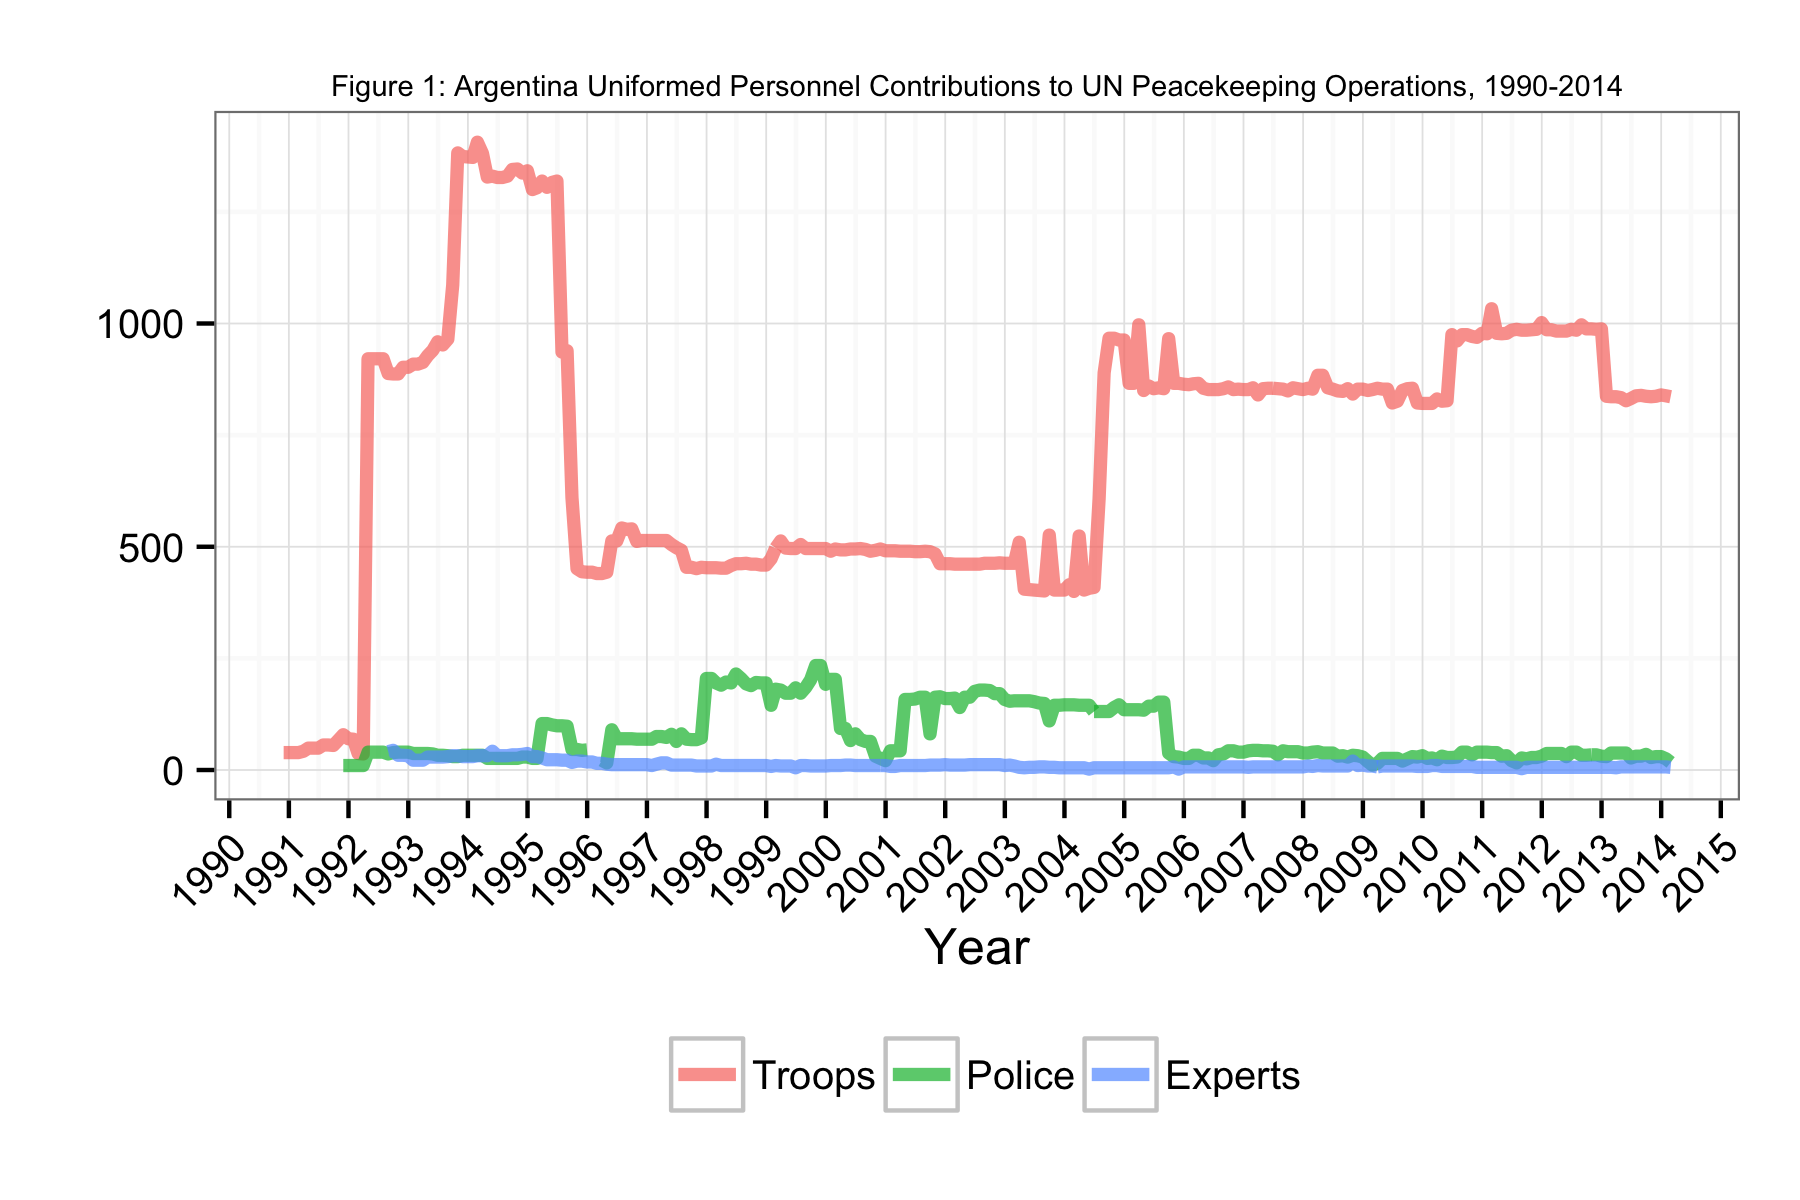 Figure 1: Argentina Uniformed Personnel Contributions to UN Peacekeeping Operations, 1990-2014
1000
500
0
1990 1991 1992 1993 1994 1995 1996 1997 1998 1999 2000 2001 2002 2003 2004 2005 2006 2007 2008 2009 2010 2011 2012 2013 2014 2015
Year
Troops Police Experts